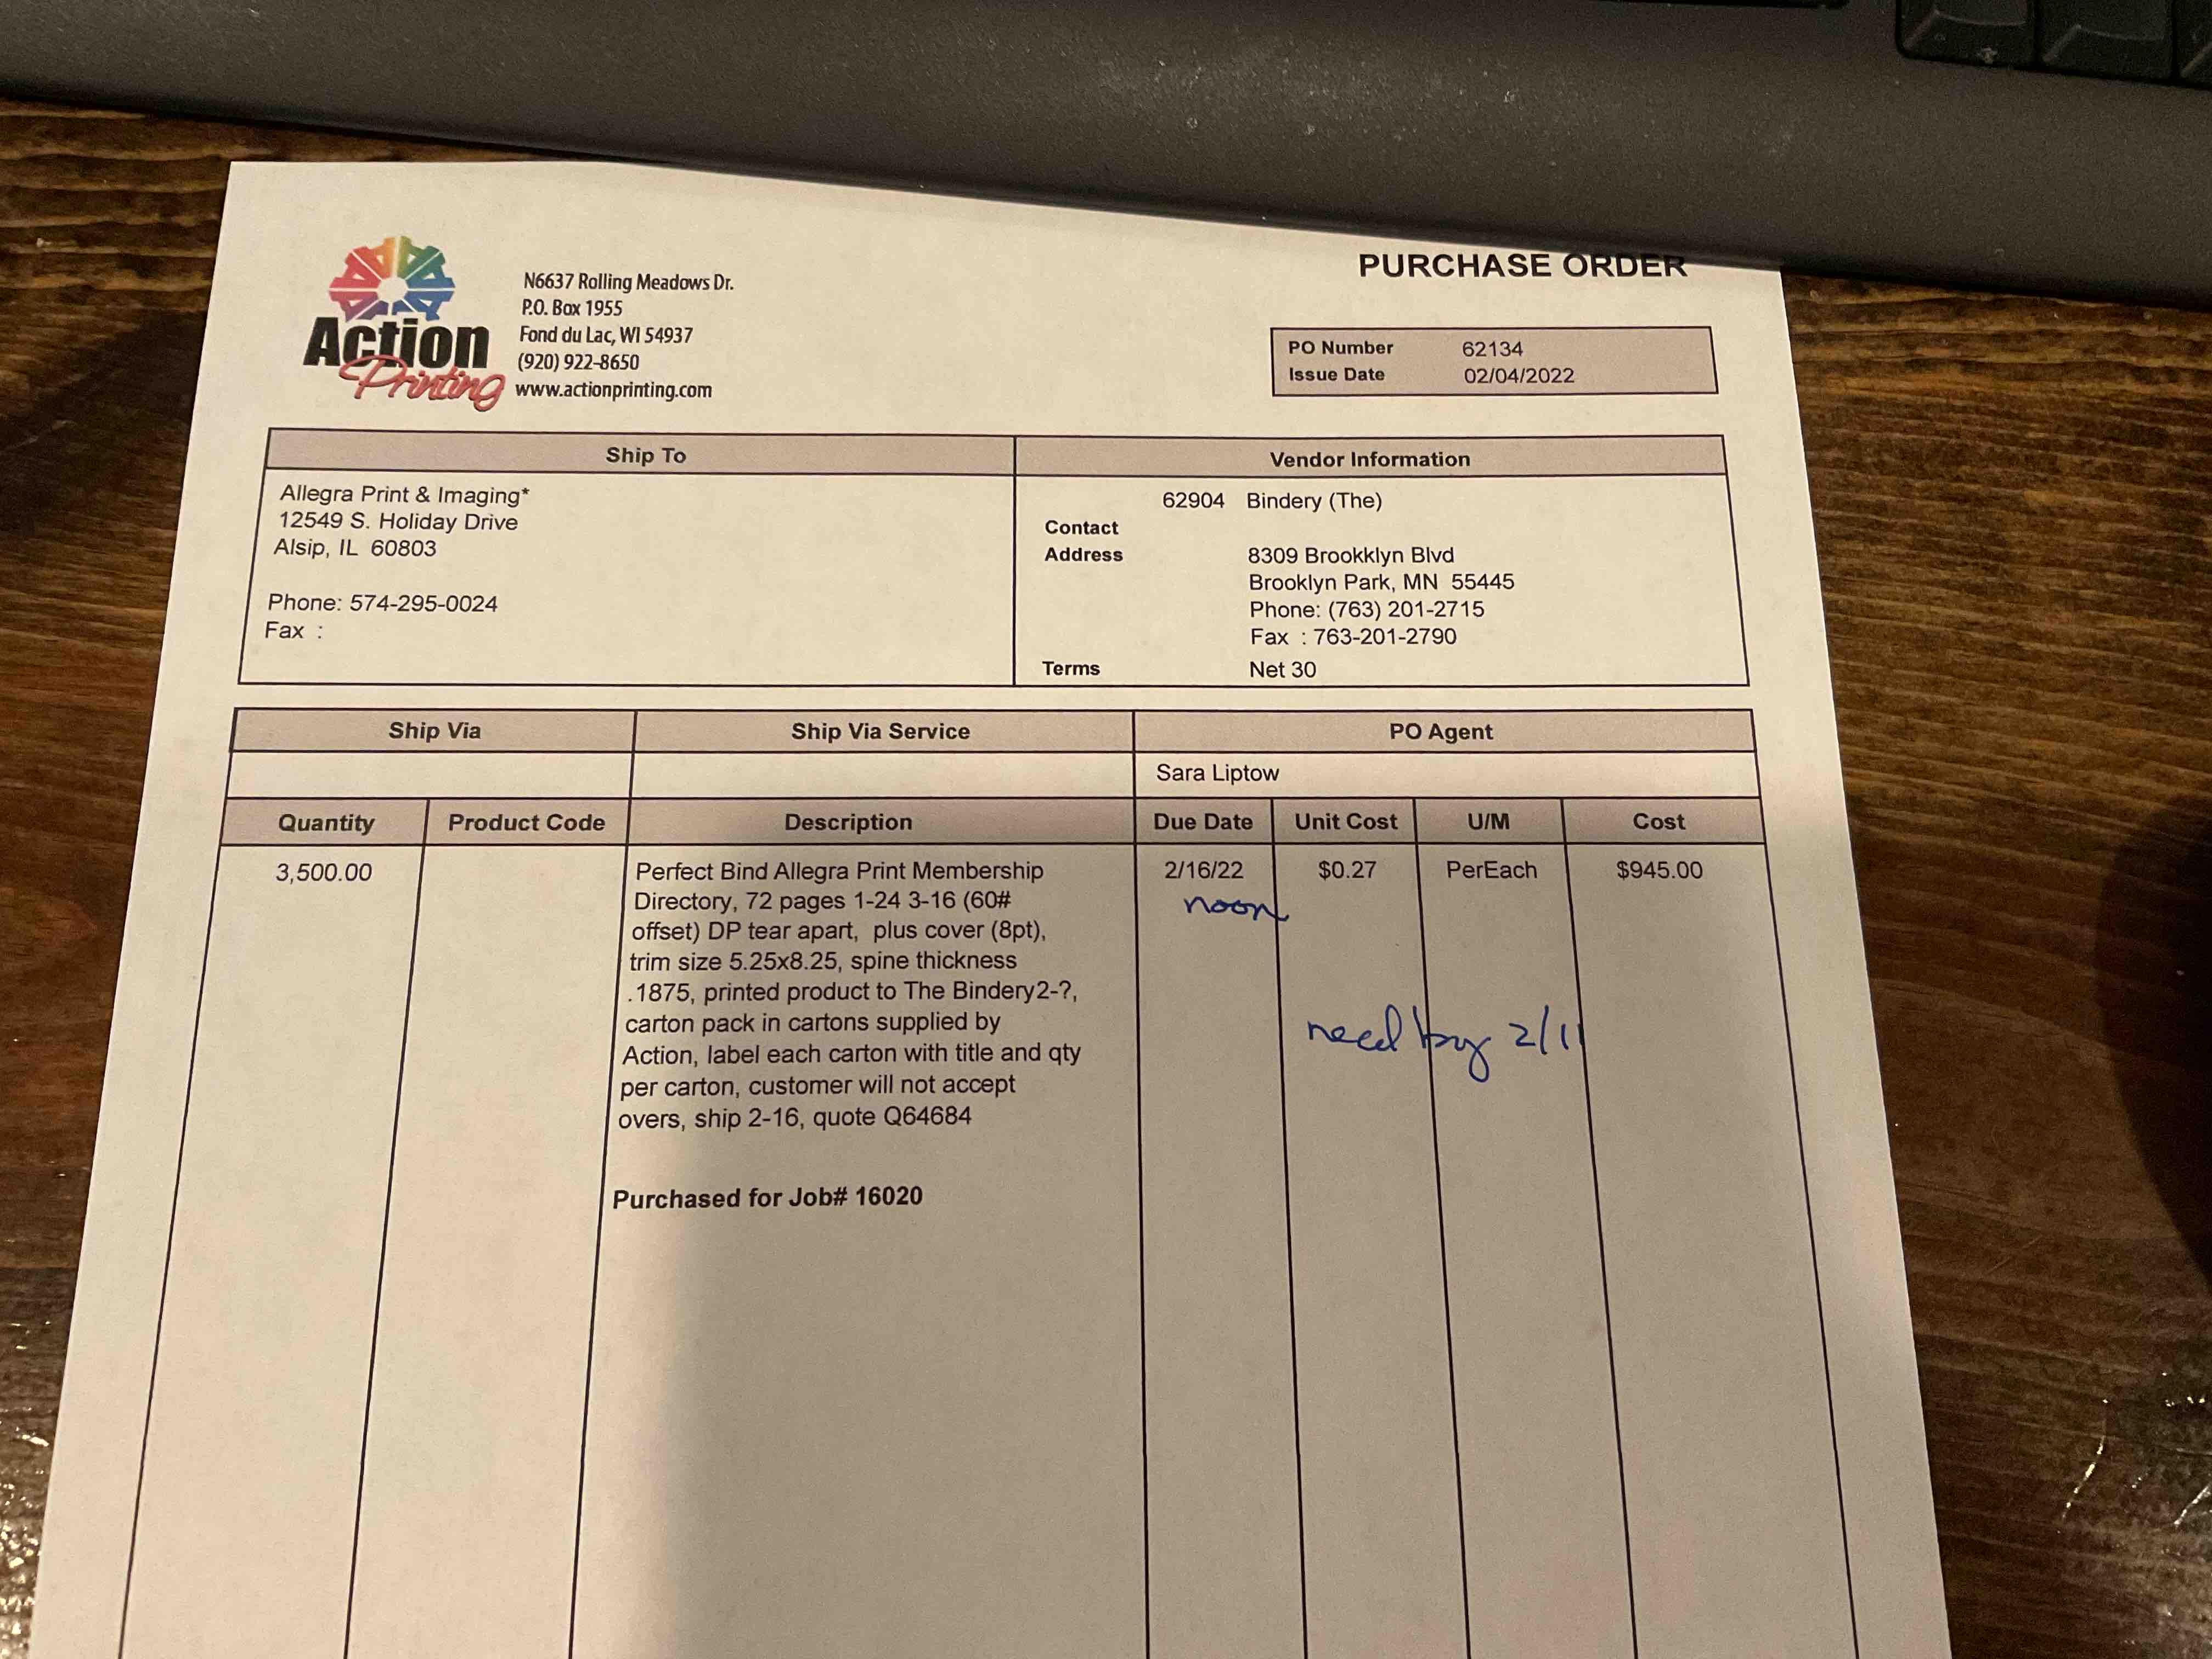 Action
Printing
N6637 Rolling Meadows Dr.
P.O. Box 1955
Fond du Lac, WI 54937
(920) 922-8650
www.actionprinting.com
PURCHASE ORDER
PO Number 62134
Issue Date 02/04/2022
Ship To
Allegra Print & Imaging*
12549 S. Holiday Drive
Alsip, IL 60803
Phone: 574-295-0024
Fax :
Vendor Information
62904 Bindery (The)
Contact
Address 8309 Brookklyn Blvd
Brooklyn Park, MN 55445
Phone: (763) 201-2715
Fax : 763-201-2790
Terms Net 30
Ship Via Ship Via Service PO Agent
Sara Liptow
Quantity Product Code Description Due Date Unit Cost U/M Cost
3,500.00 Perfect Bind Allegra Print Membership 2/16/22 $0.27 PerEach $945.00
Directory, 72 pages 1-24 3-16 (60# noon
offset) DP tear apart, plus cover (8pt),
trim size 5.25x8.25, spine thickness
.1875, printed product to The Bindery2-?,
carton pack in cartons supplied by need by 2/11
Action, label each carton with title and qty
per carton, customer will not accept
overs, ship 2-16, quote Q64684
Purchased for Job# 16020